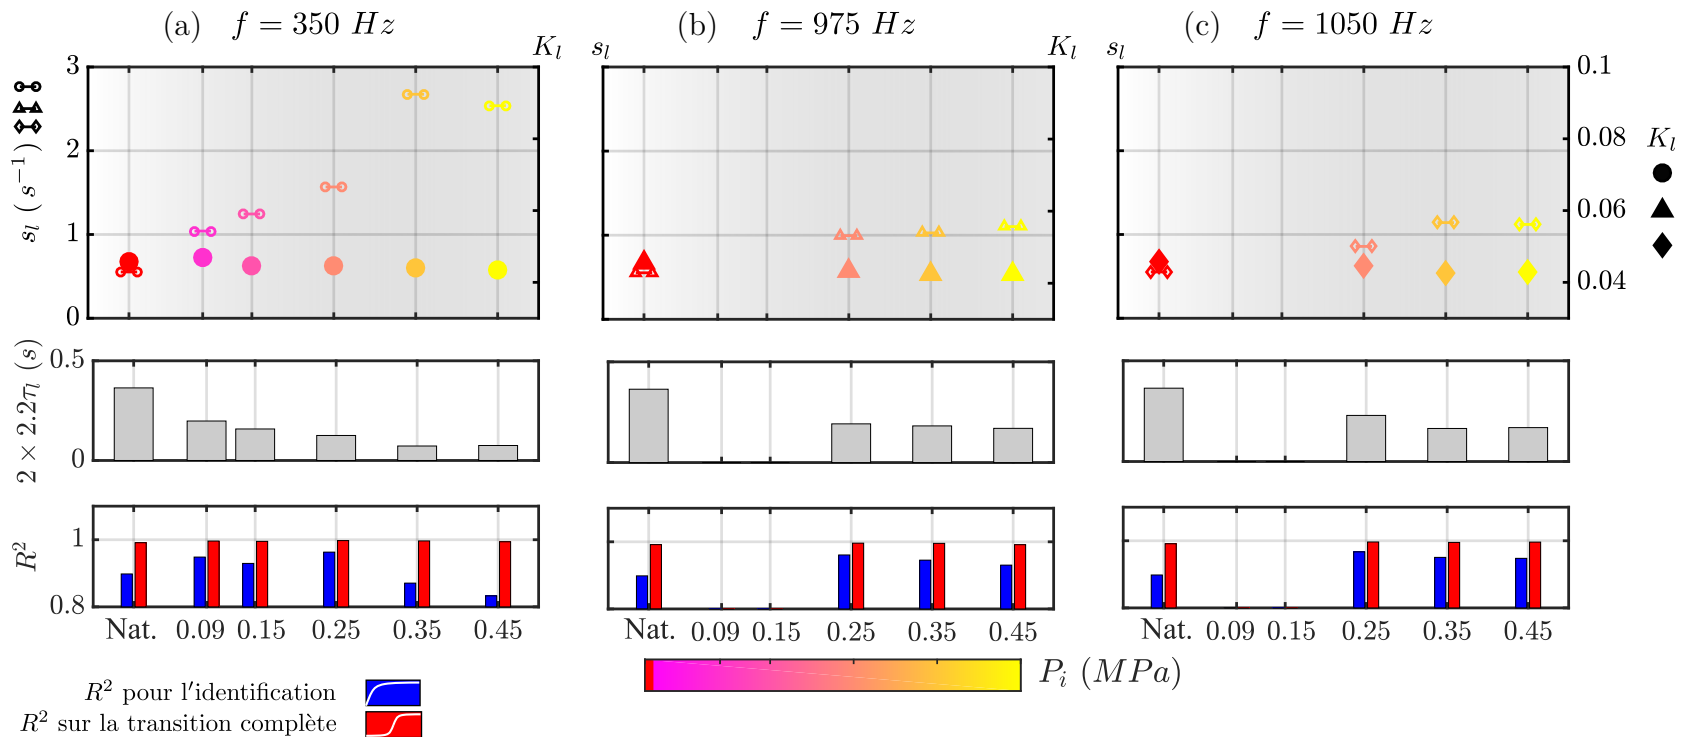 (a) f = 350 Hz
(b) f = 975 Hz
(c) f = 1050 Hz
K_l s_l K_l s_l
3
2
1
0
s_l ( s^{-1} )
0.1
0.08
0.06
0.04
K_l
2 × 2.2τ_l (s)
0.5
0
R^2
1
0.8
Nat. 0.09 0.15 0.25 0.35 0.45
Nat. 0.09 0.15 0.25 0.35 0.45
Nat. 0.09 0.15 0.25 0.35 0.45
P_i (MPa)
R^2 pour l'identification
R^2 sur la transition complète